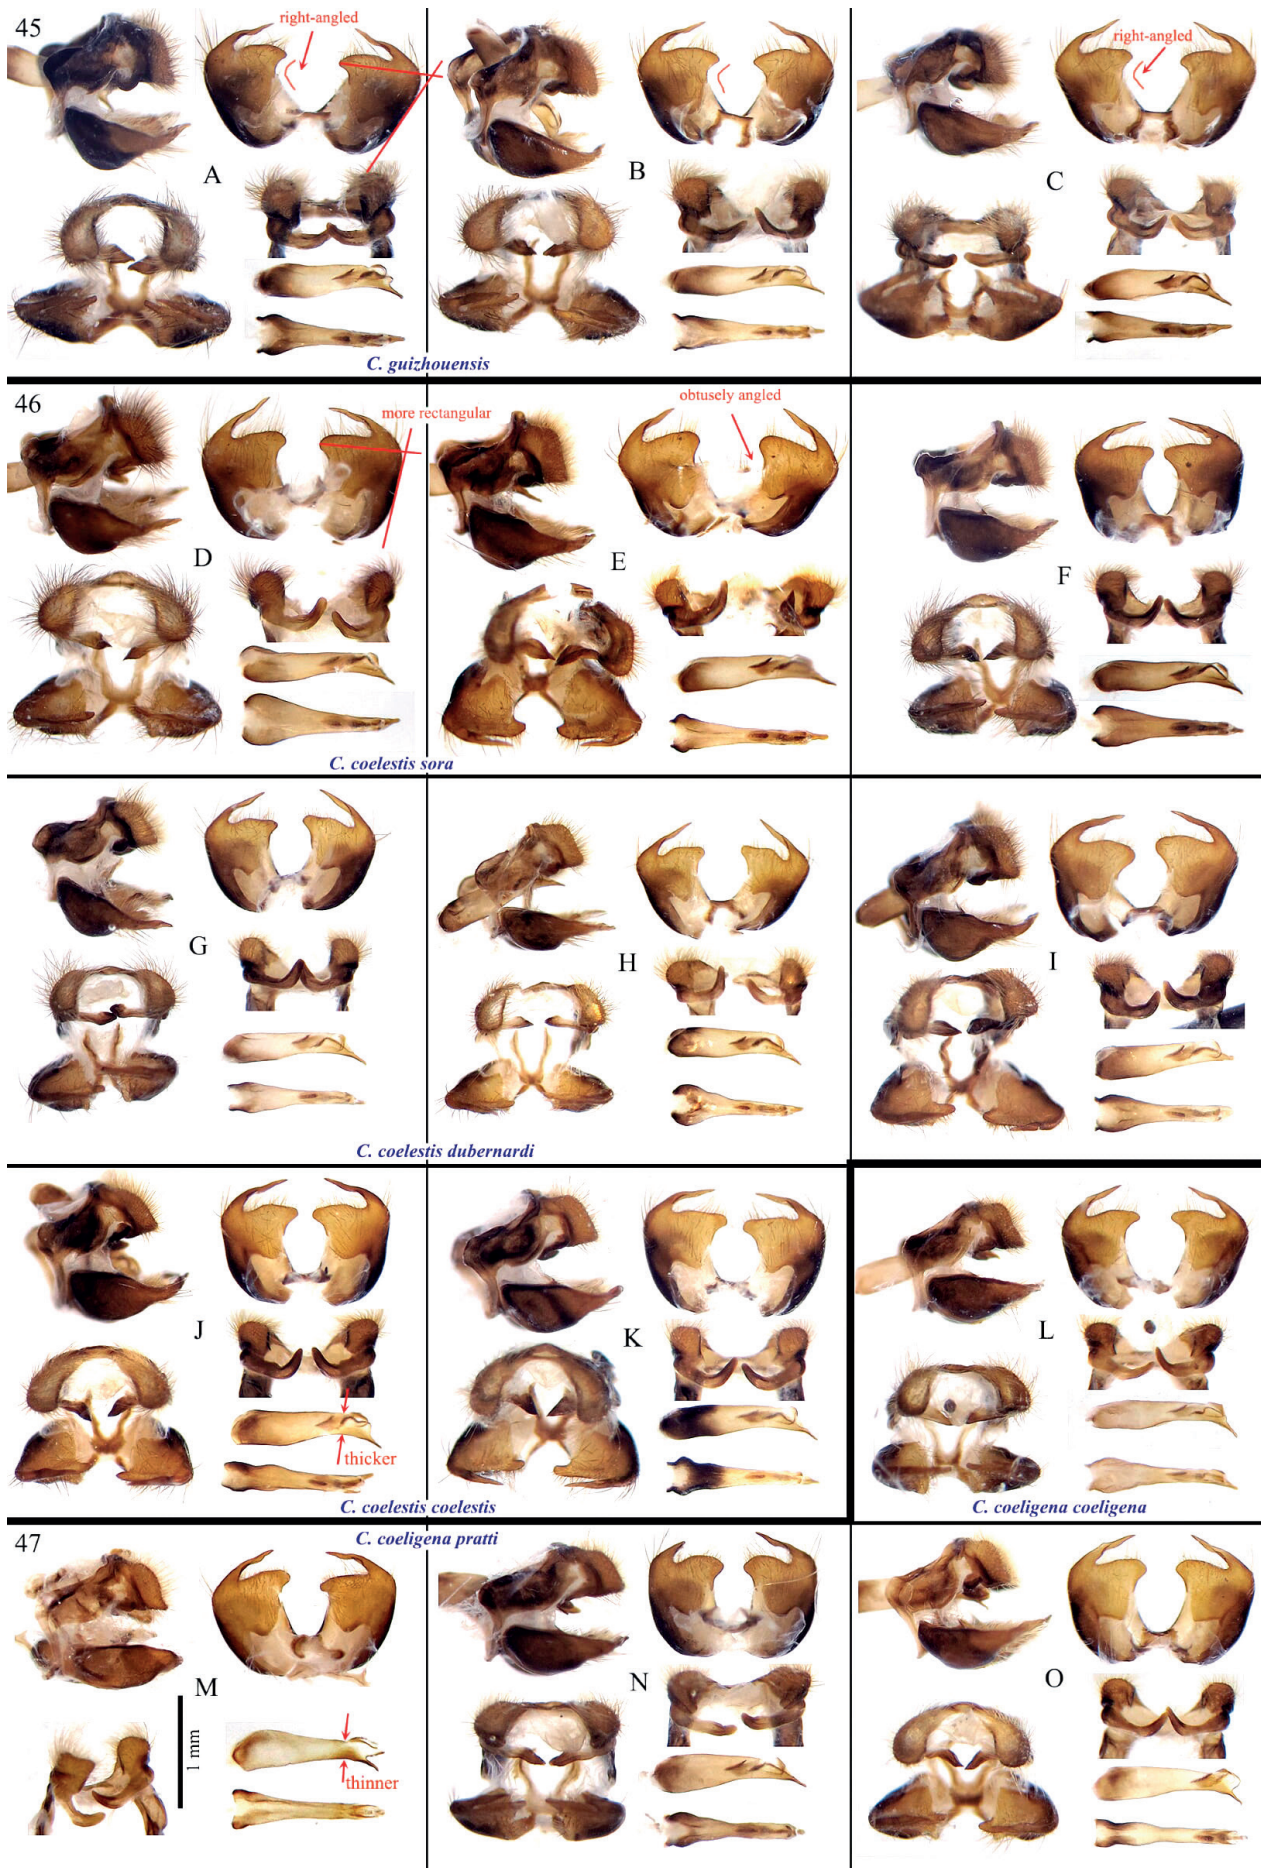 45
right-angled
right-angled
A
B
C
C. guizhouensis
46
more rectangular
obtusely angled
D
E
F
C. coelestis sora
G
H
I
C. coelestis dubernardi
J
K
L
thicker
C. coelestis coelestis
C. coeligena coeligena
47
C. coeligena pratti
M
N
O
1 mm
thinner